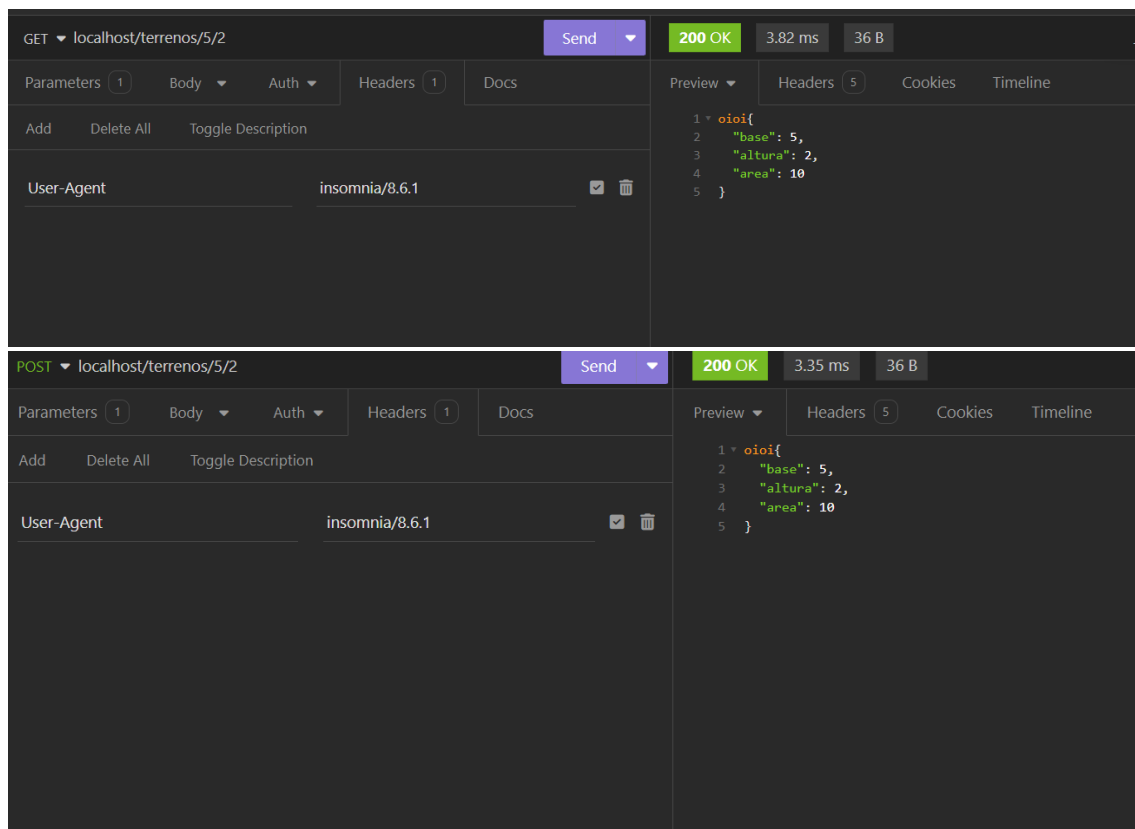 GET localhost/terrenos/5/2 Send 200 OK 3.82 ms 36 B
Parameters 1 Body Auth Headers 1 Docs Preview Headers 5 Cookies Timeline
Add Delete All Toggle Description
1 oioi{
2 "base": 5,
3 "altura": 2,
4 "area": 10
5 }
User-Agent insomnia/8.6.1
POST localhost/terrenos/5/2 Send 200 OK 3.35 ms 36 B
Parameters 1 Body Auth Headers 1 Docs Preview Headers 5 Cookies Timeline
Add Delete All Toggle Description
1 oioi{
2 "base": 5,
3 "altura": 2,
4 "area": 10
5 }
User-Agent insomnia/8.6.1